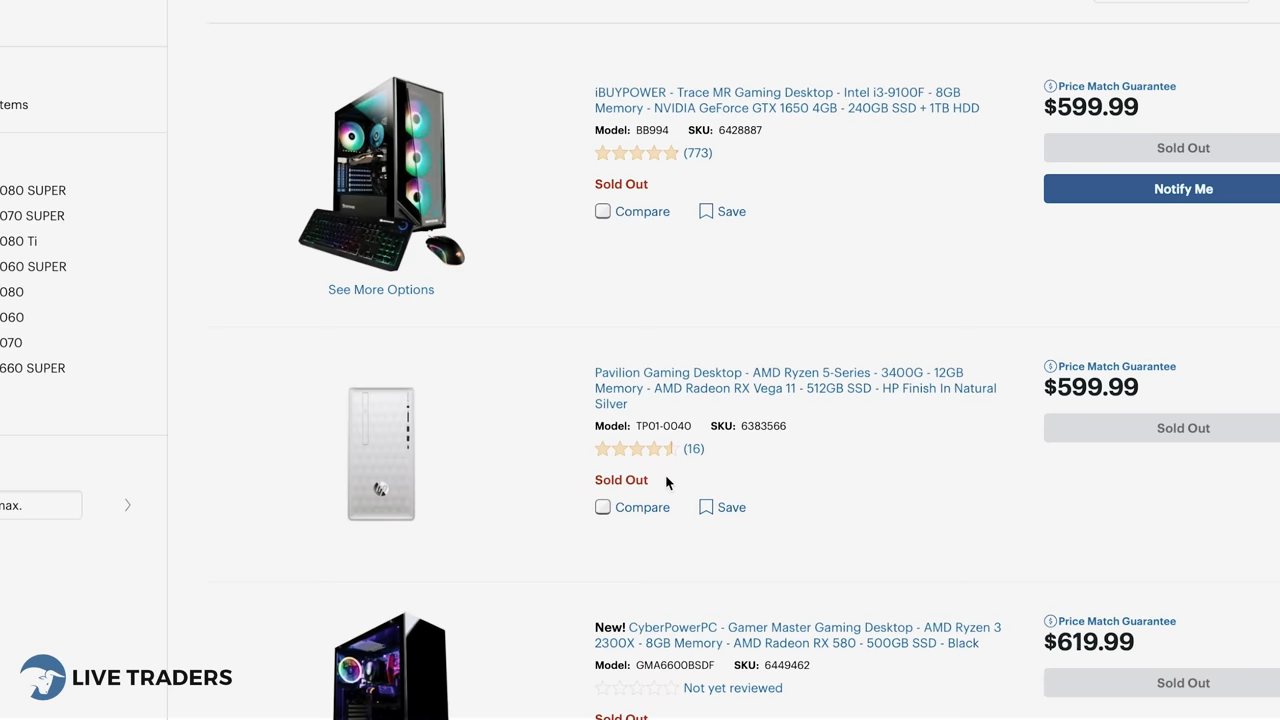 tems
080 SUPER
070 SUPER
080 Ti
060 SUPER
080
060
070
660 SUPER
nax.
iBUYPOWER - Trace MR Gaming Desktop - Intel i3-9100F - 8GB
Memory - NVIDIA GeForce GTX 1650 4GB - 240GB SSD + 1TB HDD
Model: BB994 SKU: 6428887
(773)
Sold Out
Compare Save
See More Options
Price Match Guarantee
$599.99
Sold Out
Notify Me
Pavilion Gaming Desktop - AMD Ryzen 5-Series - 3400G - 12GB
Memory - AMD Radeon RX Vega 11 - 512GB SSD - HP Finish In Natural
Silver
Model: TP01-0040 SKU: 6383566
(16)
Sold Out
Compare Save
Price Match Guarantee
$599.99
Sold Out
New! CyberPowerPC - Gamer Master Gaming Desktop - AMD Ryzen 3
2300X - 8GB Memory - AMD Radeon RX 580 - 500GB SSD - Black
Model: GMA6600BSDF SKU: 6449462
Not yet reviewed
Sold Out
Price Match Guarantee
$619.99
Sold Out
LIVE TRADERS